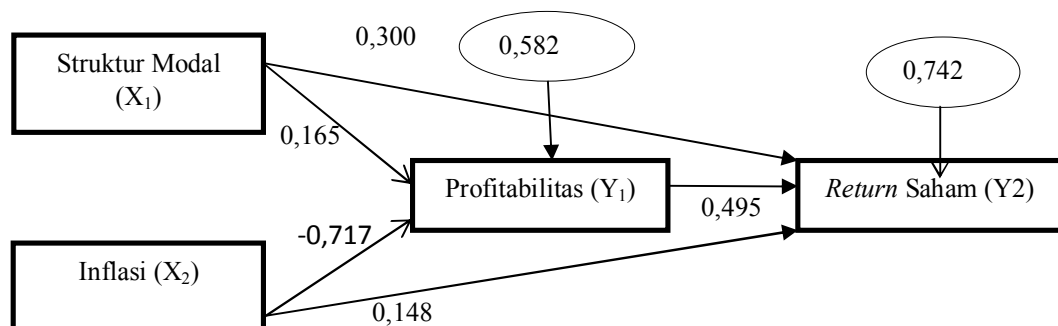 0,300
0,582
Struktur Modal
(X₁)
0,742
0,165
Profitabilitas (Y₁)
Return Saham (Y2)
0,495
-0,717
Inflasi (X₂)
0,148